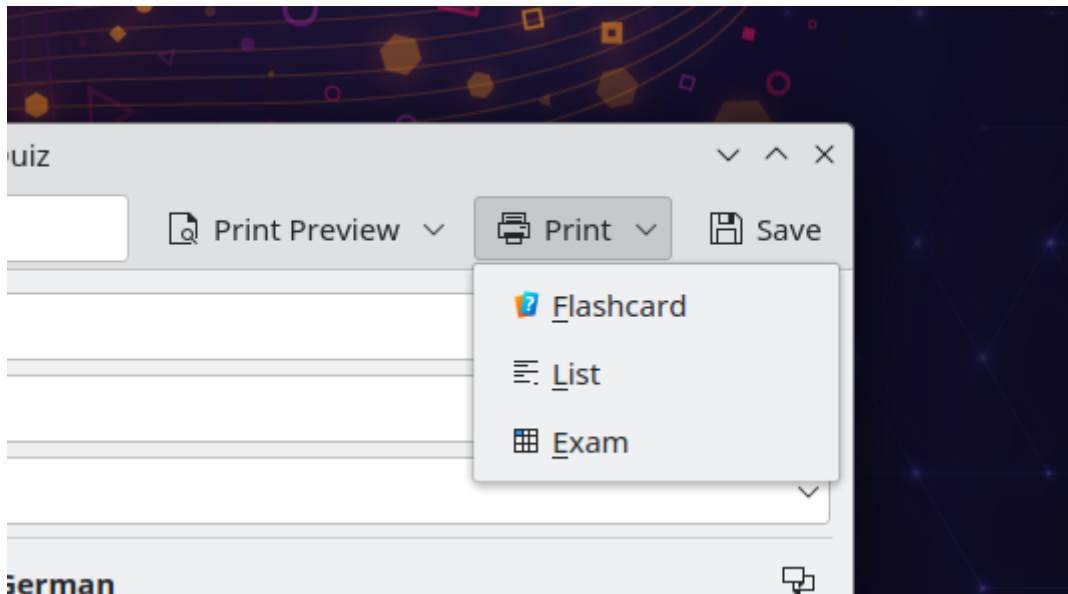 uiz
Print Preview Print Save
Flashcard
List
Exam
German